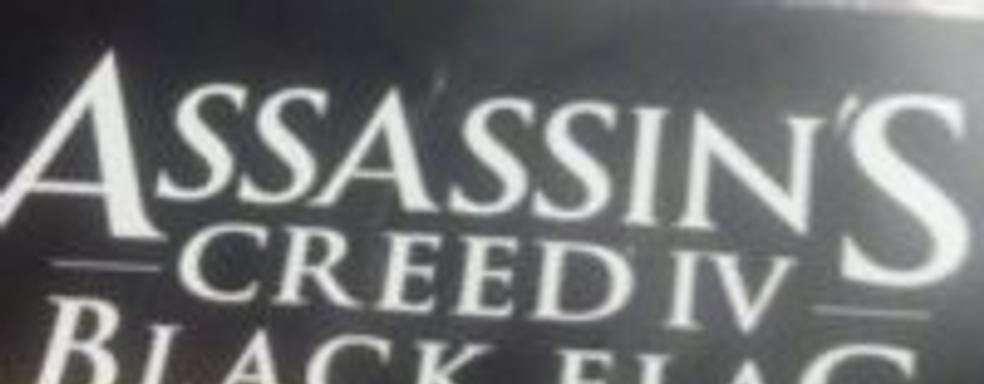 ASSASSIN'S
CREED IV
BLACK FLAG